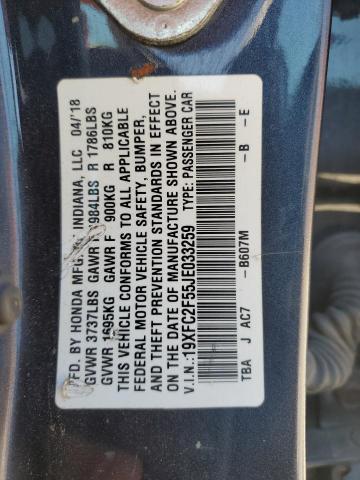 MFD. BY HONDA MFG. INDIANA, LLC 04/'18
GVWR 3737LBS GAWR F 1984LBS R 1786LBS
GVWR 1695KG GAWR F 900KG R 810KG
THIS VEHICLE CONFORMS TO ALL APPLICABLE
FEDERAL MOTOR VEHICLE SAFETY, BUMPER,
AND THEFT PREVENTION STANDARDS IN EFFECT
ON THE DATE OF MANUFACTURE SHOWN ABOVE.
V.I.N.:19XFC2F55JE033259 TYPE: PASSENGER CAR
TBA J AC7 -B607M -B -E